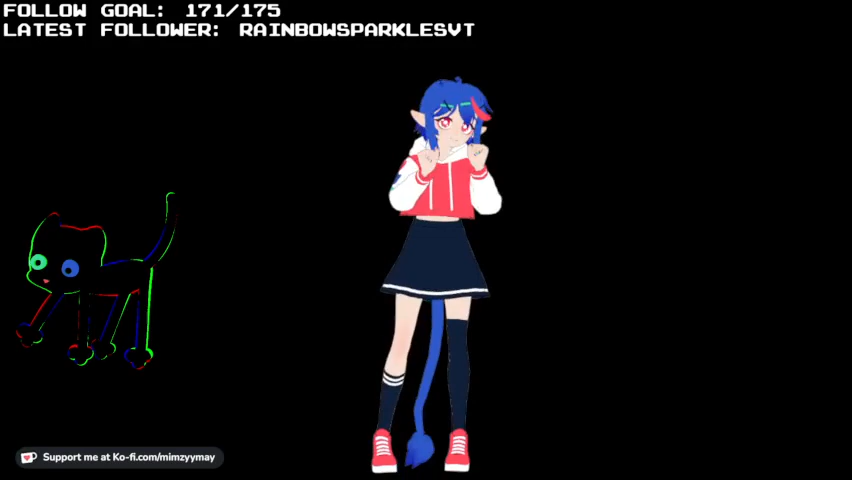 FOLLOW GOAL: 171/175
LATEST FOLLOWER: RAINBOWSPARKLESVT
Support me at Ko-fi.com/mimzyymay